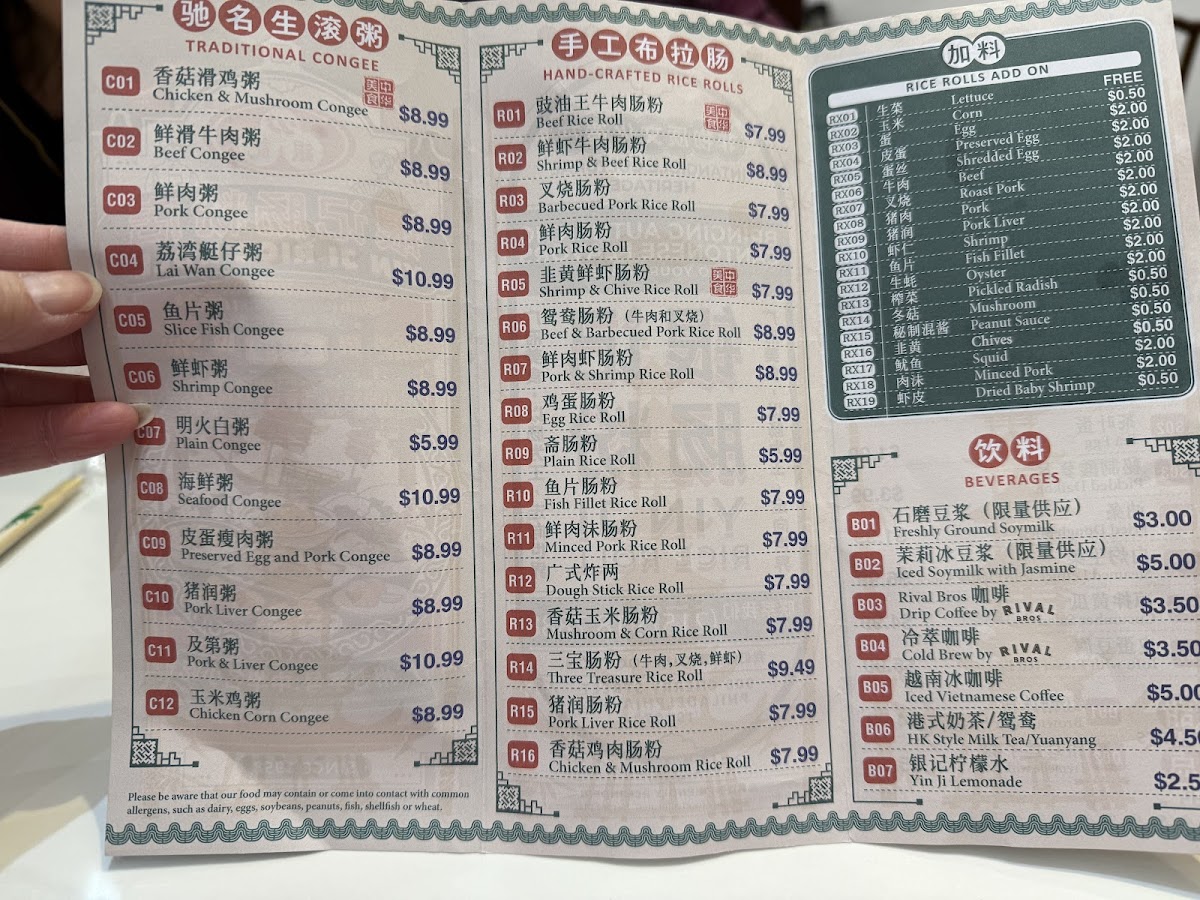 驰名生滚粥
TRADITIONAL CONGEE
C01 香菇滑鸡粥 美中食华
Chicken & Mushroom Congee $8.99
C02 鲜滑牛肉粥
Beef Congee $8.99
C03 鲜肉粥
Pork Congee $8.99
C04 荔湾艇仔粥
Lai Wan Congee $10.99
C05 鱼片粥
Slice Fish Congee $8.99
C06 鲜虾粥
Shrimp Congee $8.99
C07 明火白粥
Plain Congee $5.99
C08 海鲜粥
Seafood Congee $10.99
C09 皮蛋瘦肉粥
Preserved Egg and Pork Congee $8.99
C10 猪润粥
Pork Liver Congee $8.99
C11 及第粥
Pork & Liver Congee $10.99
C12 玉米鸡粥
Chicken Corn Congee $8.99
Please be aware that our food may contain or come into contact with common
allergens, such as dairy, eggs, soybeans, peanuts, fish, shellfish or wheat.
手工布拉肠
HAND-CRAFTED RICE ROLLS
R01 豉油王牛肉肠粉 美中食华
Beef Rice Roll $7.99
R02 鲜虾牛肉肠粉
Shrimp & Beef Rice Roll $8.99
R03 叉烧肠粉
Barbecued Pork Rice Roll $7.99
R04 鲜肉肠粉
Pork Rice Roll $7.99
R05 韭黄鲜虾肠粉 美中食华
Shrimp & Chive Rice Roll $7.99
R06 鸳鸯肠粉（牛肉和叉烧）
Beef & Barbecued Pork Rice Roll $8.99
R07 鲜肉虾肠粉
Pork & Shrimp Rice Roll $8.99
R08 鸡蛋肠粉
Egg Rice Roll $7.99
R09 斋肠粉
Plain Rice Roll $5.99
R10 鱼片肠粉
Fish Fillet Rice Roll $7.99
R11 鲜肉沫肠粉
Minced Pork Rice Roll $7.99
R12 广式炸两
Dough Stick Rice Roll $7.99
R13 香菇玉米肠粉
Mushroom & Corn Rice Roll $7.99
R14 三宝肠粉（牛肉,叉烧,鲜虾）
Three Treasure Rice Roll $9.49
R15 猪润肠粉
Pork Liver Rice Roll $7.99
R16 香菇鸡肉肠粉
Chicken & Mushroom Rice Roll $7.99
加料
RICE ROLLS ADD ON
RX01 生菜 Lettuce FREE
RX02 玉米 Corn $0.50
RX03 蛋 Egg $2.00
RX04 皮蛋 Preserved Egg $2.00
RX05 蛋丝 Shredded Egg $2.00
RX06 牛肉 Beef $2.00
RX07 叉烧 Roast Pork $2.00
RX08 猪肉 Pork $2.00
RX09 猪润 Pork Liver $2.00
RX10 虾仁 Shrimp $2.00
RX11 鱼片 Fish Fillet $2.00
RX12 生蚝 Oyster $2.00
RX13 榨菜 Pickled Radish $0.50
RX14 冬菇 Mushroom $0.50
RX15 秘制混酱 Peanut Sauce $0.50
RX16 韭黄 Chives $0.50
RX17 鱿鱼 Squid $2.00
RX18 肉沫 Minced Pork $2.00
RX19 虾皮 Dried Baby Shrimp $0.50
饮料
BEVERAGES
B01 石磨豆浆（限量供应）
Freshly Ground Soymilk $3.00
B02 茉莉冰豆浆（限量供应）
Iced Soymilk with Jasmine $5.00
B03 Rival Bros 咖啡
Drip Coffee by RIVAL BROS $3.50
B04 冷萃咖啡
Cold Brew by RIVAL BROS $3.50
B05 越南冰咖啡
Iced Vietnamese Coffee $5.00
B06 港式奶茶/鸳鸯
HK Style Milk Tea/Yuanyang $4.50
B07 银记柠檬水
Yin Ji Lemonade $2.5